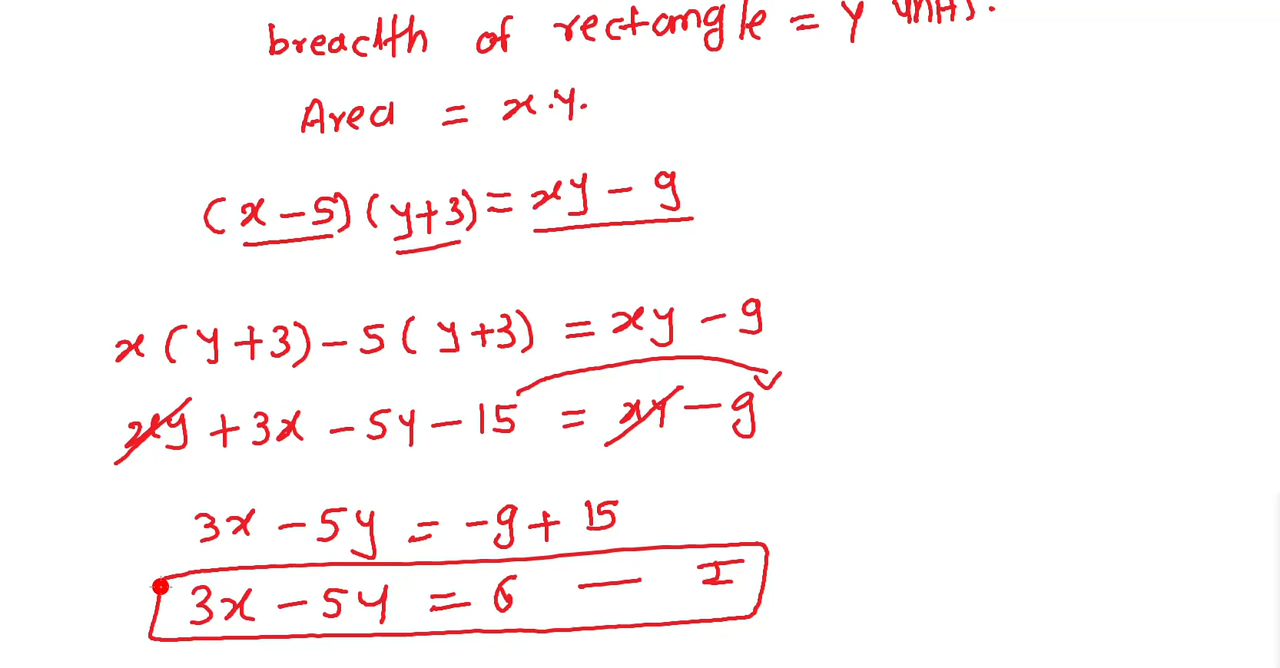 breadth of rectangle = y units.
Area = x.y.
(x-5)(y+3) = xy - 9
x(y+3) - 5(y+3) = xy - 9
xy + 3x - 5y - 15 = xy - 9
3x - 5y = -9 + 15
3x - 5y = 6 — I